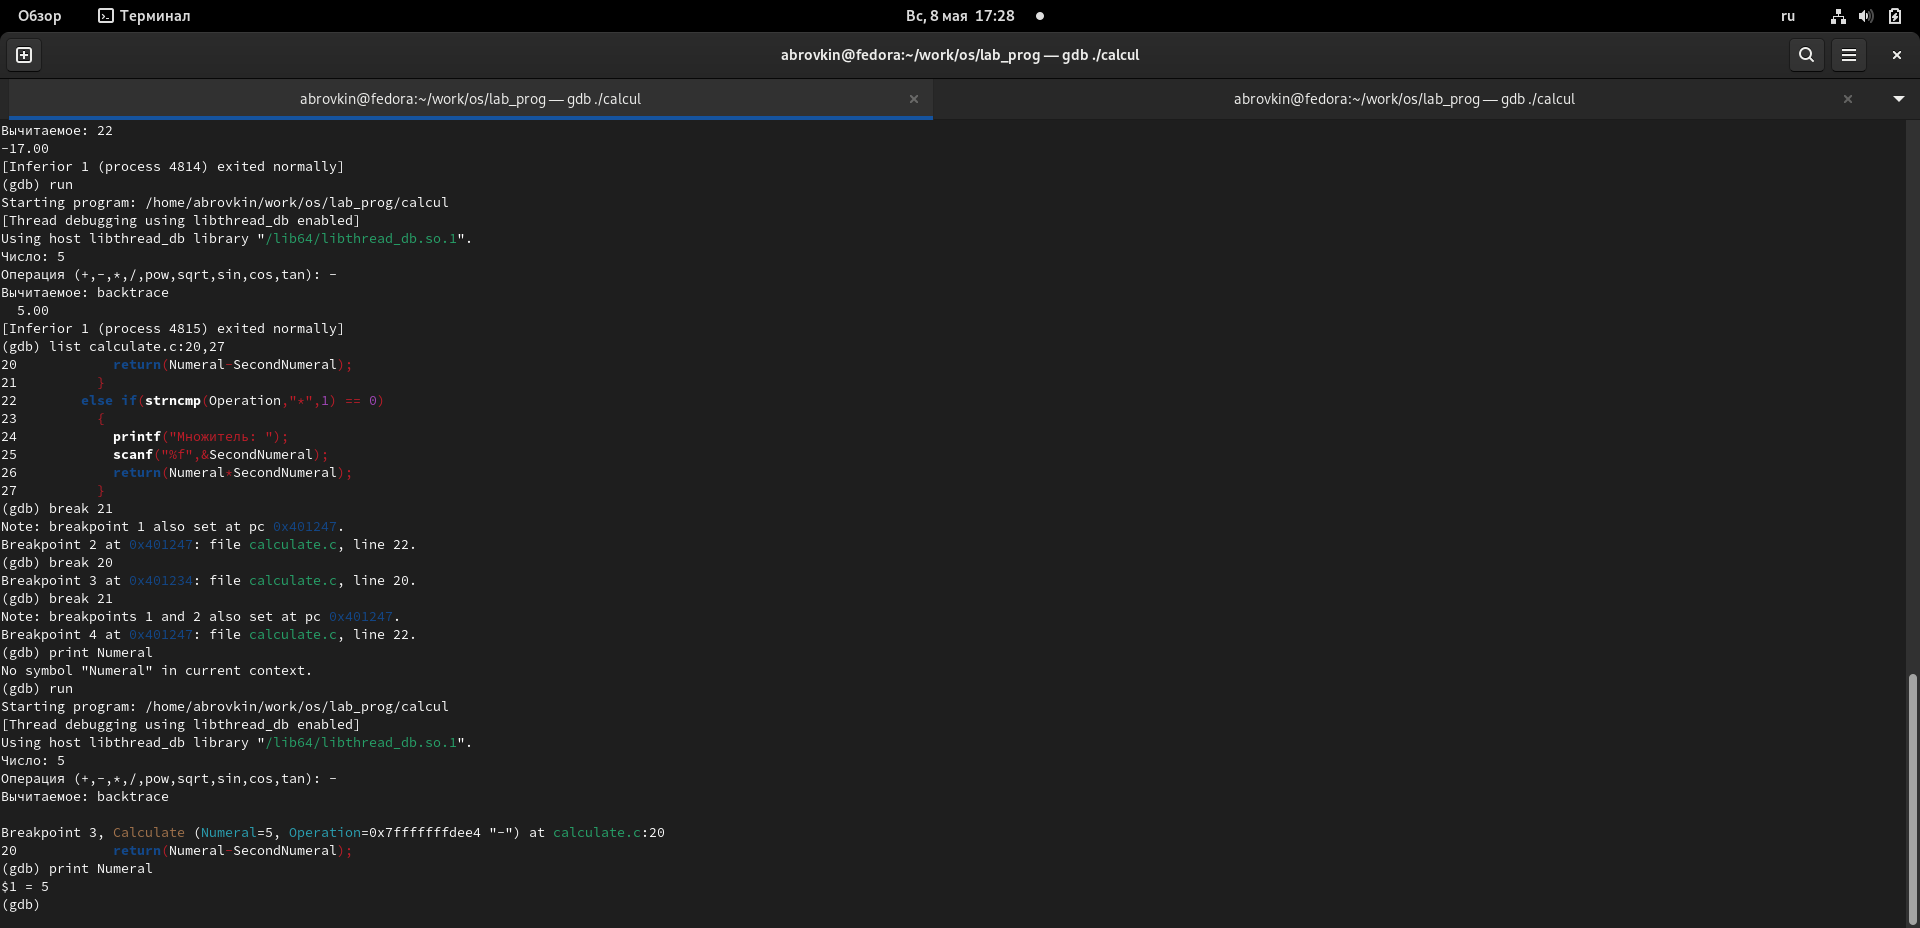 Обзор Терминал Вс, 8 мая 17:28 ru
abrovkin@fedora:~/work/os/lab_prog — gdb ./calcul
abrovkin@fedora:~/work/os/lab_prog — gdb ./calcul abrovkin@fedora:~/work/os/lab_prog — gdb ./calcul
Вычитаемое: 22
-17.00
[Inferior 1 (process 4814) exited normally]
(gdb) run
Starting program: /home/abrovkin/work/os/lab_prog/calcul
[Thread debugging using libthread_db enabled]
Using host libthread_db library "/lib64/libthread_db.so.1".
Число: 5
Операция (+,-,*,/,pow,sqrt,sin,cos,tan): -
Вычитаемое: backtrace
  5.00
[Inferior 1 (process 4815) exited normally]
(gdb) list calculate.c:20,27
20            return(Numeral-SecondNumeral);
21          }
22        else if(strncmp(Operation,"*",1) == 0)
23          {
24            printf("Множитель: ");
25            scanf("%f",&SecondNumeral);
26            return(Numeral*SecondNumeral);
27          }
(gdb) break 21
Note: breakpoint 1 also set at pc 0x401247.
Breakpoint 2 at 0x401247: file calculate.c, line 22.
(gdb) break 20
Breakpoint 3 at 0x401234: file calculate.c, line 20.
(gdb) break 21
Note: breakpoints 1 and 2 also set at pc 0x401247.
Breakpoint 4 at 0x401247: file calculate.c, line 22.
(gdb) print Numeral
No symbol "Numeral" in current context.
(gdb) run
Starting program: /home/abrovkin/work/os/lab_prog/calcul
[Thread debugging using libthread_db enabled]
Using host libthread_db library "/lib64/libthread_db.so.1".
Число: 5
Операция (+,-,*,/,pow,sqrt,sin,cos,tan): -
Вычитаемое: backtrace

Breakpoint 3, Calculate (Numeral=5, Operation=0x7fffffffdee4 "-") at calculate.c:20
20            return(Numeral-SecondNumeral);
(gdb) print Numeral
$1 = 5
(gdb)